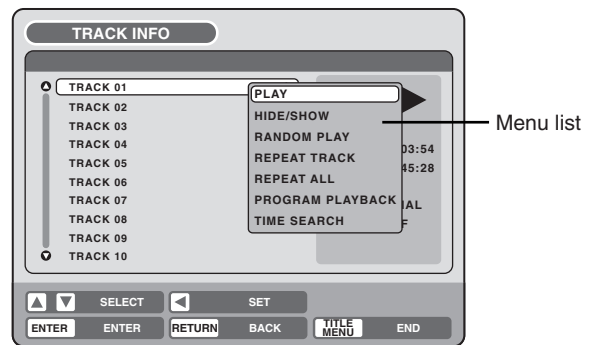 TRACK INFO
TRACK 01
TRACK 02
TRACK 03
TRACK 04
TRACK 05
TRACK 06
TRACK 07
TRACK 08
TRACK 09
TRACK 10
PLAY
HIDE/SHOW
RANDOM PLAY
REPEAT TRACK
REPEAT ALL
PROGRAM PLAYBACK
TIME SEARCH
03:54
45:28
Menu list
SELECT SET
ENTER ENTER RETURN BACK TITLE MENU END